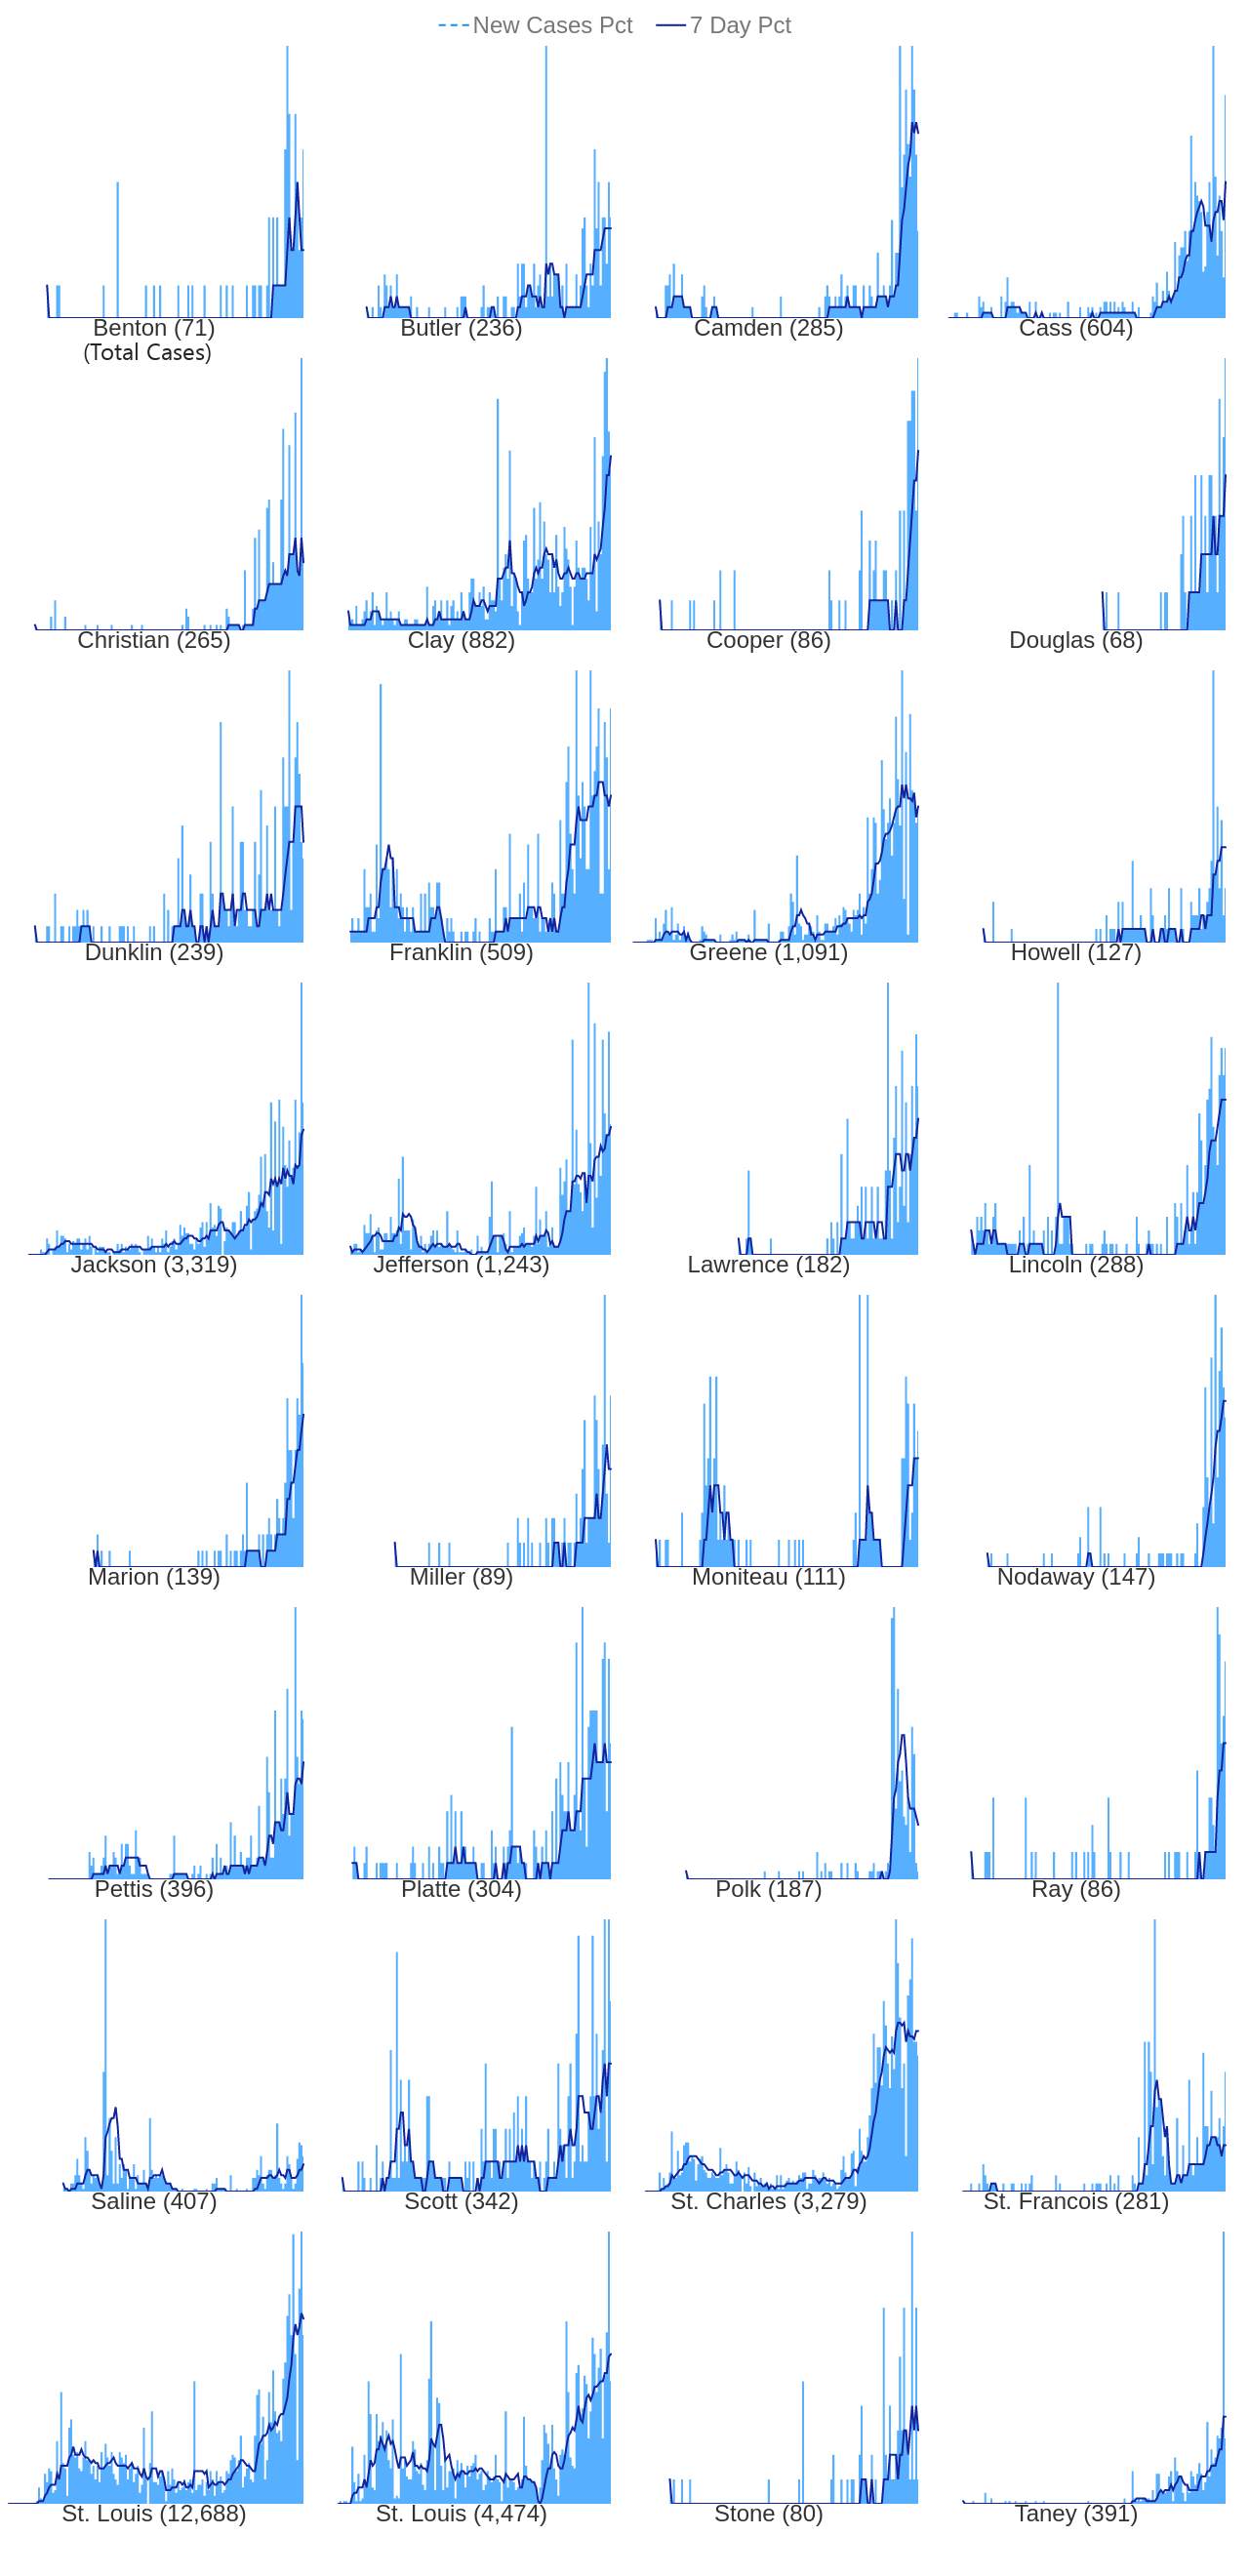 New Cases Pct 7 Day Pct
Benton (71) Butler (236) Camden (285) Cass (604)
(Total Cases)
Christian (265) Clay (882) Cooper (86) Douglas (68)
Dunklin (239) Franklin (509) Greene (1,091) Howell (127)
Jackson (3,319) Jefferson (1,243) Lawrence (182) Lincoln (288)
Marion (139) Miller (89) Moniteau (111) Nodaway (147)
Pettis (396) Platte (304) Polk (187) Ray (86)
Saline (407) Scott (342) St. Charles (3,279) St. Francois (281)
St. Louis (12,688) St. Louis (4,474) Stone (80) Taney (391)